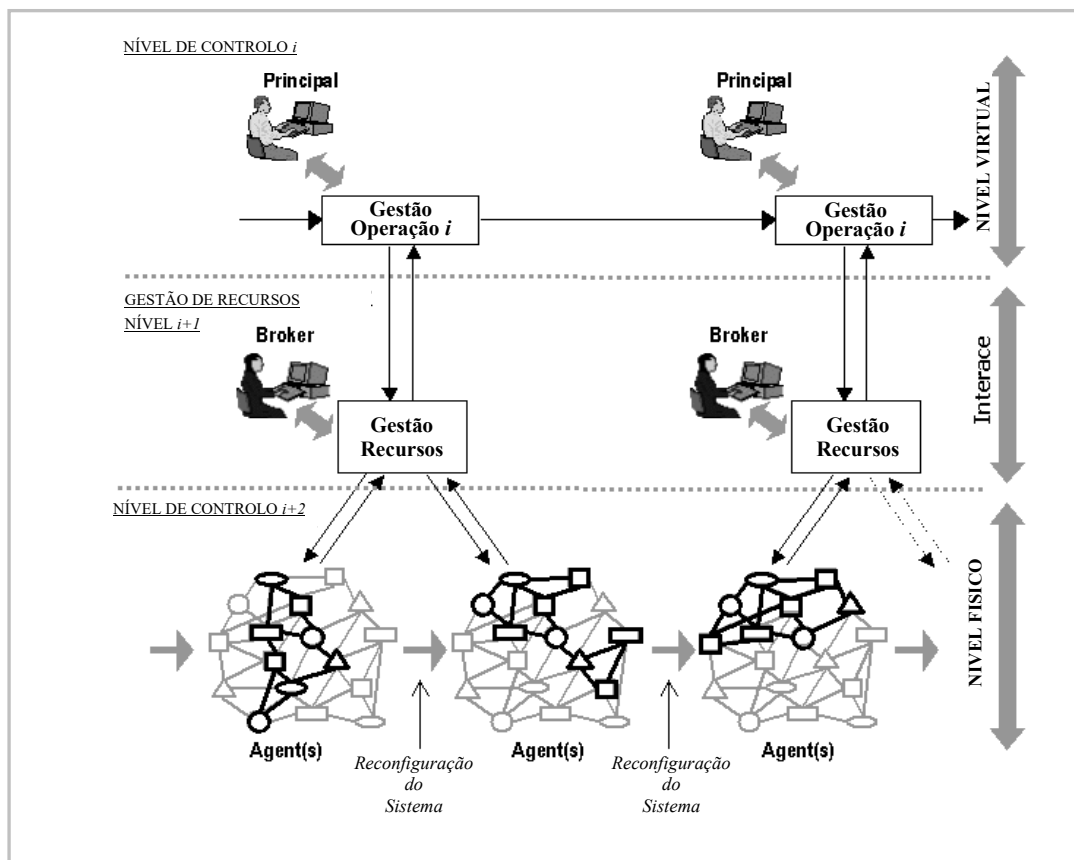 NÍVEL DE CONTROLO i
Principal
Principal
Gestão
Operação i
Gestão
Operação i
NIVEL VIRTUAL
GESTÃO DE RECURSOS
NÍVEL i+1
Broker
Broker
Gestão
Recursos
Gestão
Recursos
Interace
NÍVEL DE CONTROLO i+2
NIVEL FISICO
Agent(s)
Agent(s)
Agent(s)
Reconfiguração
do
Sistema
Reconfiguração
do
Sistema